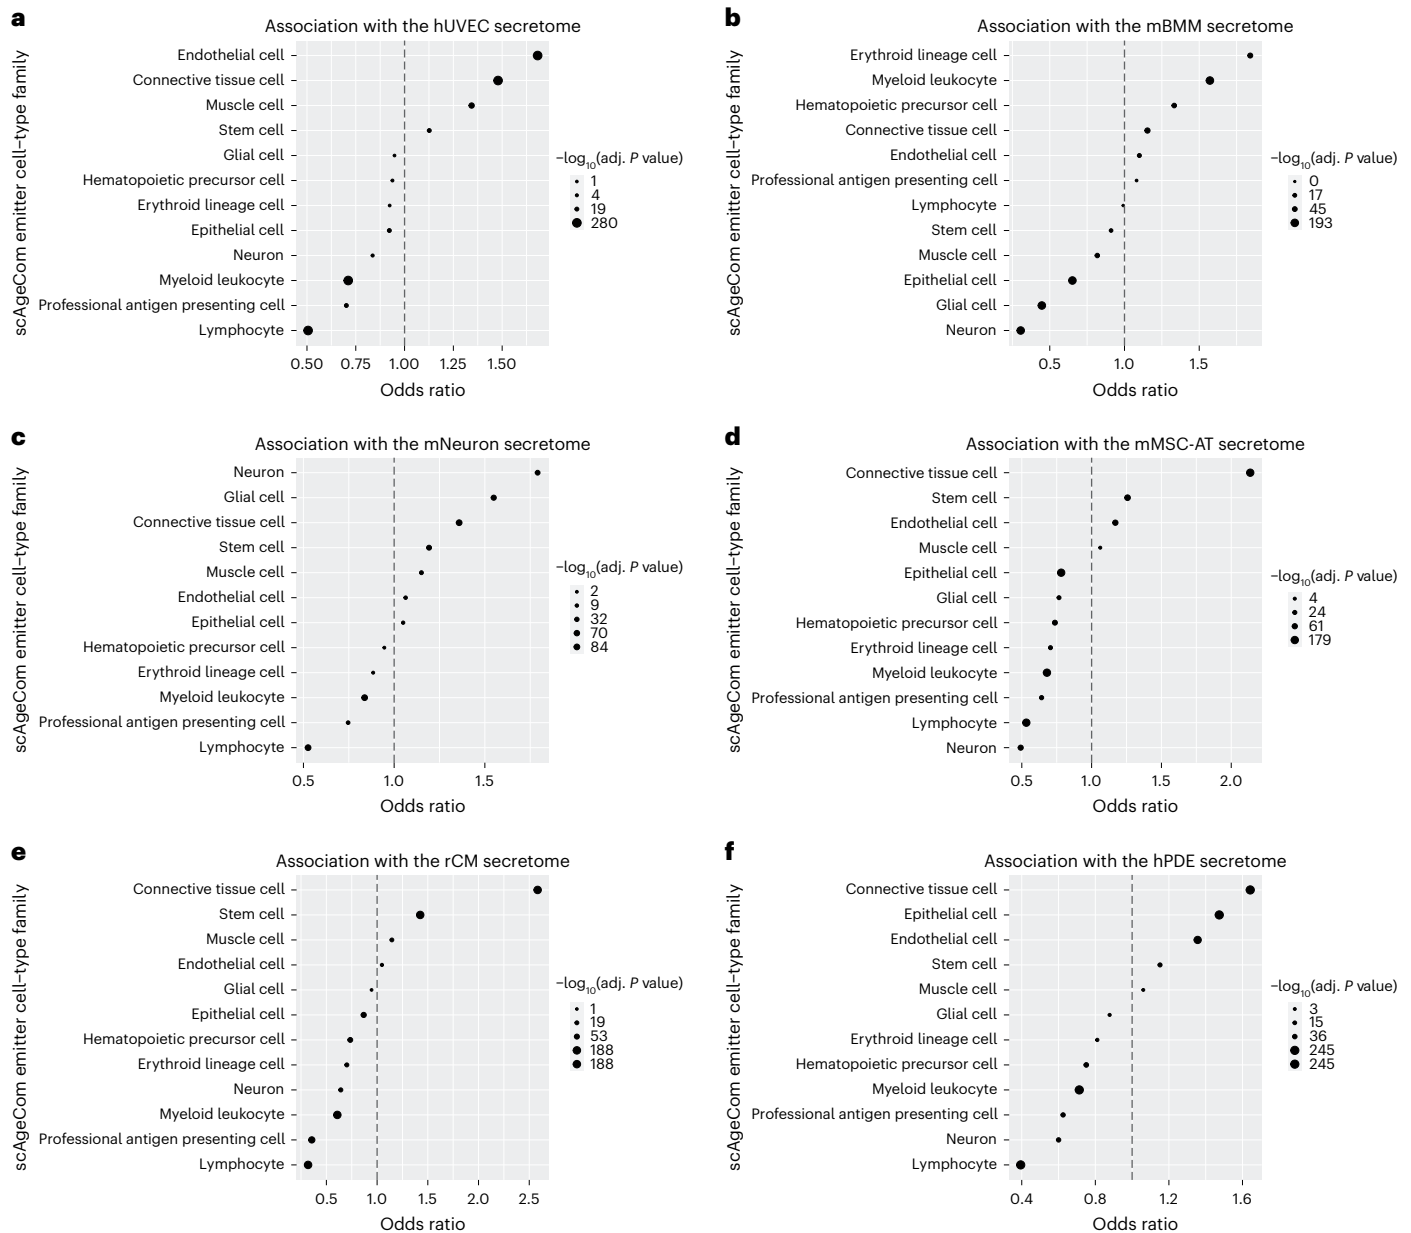 a
Association with the hUVEC secretome
scAgeCom emitter cell–type family
Endothelial cell
Connective tissue cell
Muscle cell
Stem cell
Glial cell
Hematopoietic precursor cell
Erythroid lineage cell
Epithelial cell
Neuron
Myeloid leukocyte
Professional antigen presenting cell
Lymphocyte
0.50 0.75 1.00 1.25 1.50
Odds ratio
−log10(adj. P value)
1
4
19
280
b
Association with the mBMM secretome
scAgeCom emitter cell–type family
Erythroid lineage cell
Myeloid leukocyte
Hematopoietic precursor cell
Connective tissue cell
Endothelial cell
Professional antigen presenting cell
Lymphocyte
Stem cell
Muscle cell
Epithelial cell
Glial cell
Neuron
0.5 1.0 1.5
Odds ratio
−log10(adj. P value)
0
17
45
193
c
Association with the mNeuron secretome
scAgeCom emitter cell–type family
Neuron
Glial cell
Connective tissue cell
Stem cell
Muscle cell
Endothelial cell
Epithelial cell
Hematopoietic precursor cell
Erythroid lineage cell
Myeloid leukocyte
Professional antigen presenting cell
Lymphocyte
0.5 1.0 1.5
Odds ratio
−log10(adj. P value)
2
9
32
70
84
d
Association with the mMSC-AT secretome
scAgeCom emitter cell–type family
Connective tissue cell
Stem cell
Endothelial cell
Muscle cell
Epithelial cell
Glial cell
Hematopoietic precursor cell
Erythroid lineage cell
Myeloid leukocyte
Professional antigen presenting cell
Lymphocyte
Neuron
0.5 1.0 1.5 2.0
Odds ratio
−log10(adj. P value)
4
24
61
179
e
Association with the rCM secretome
scAgeCom emitter cell–type family
Connective tissue cell
Stem cell
Muscle cell
Endothelial cell
Glial cell
Epithelial cell
Hematopoietic precursor cell
Erythroid lineage cell
Neuron
Myeloid leukocyte
Professional antigen presenting cell
Lymphocyte
0.5 1.0 1.5 2.0 2.5
Odds ratio
−log10(adj. P value)
1
19
53
188
188
f
Association with the hPDE secretome
scAgeCom emitter cell–type family
Connective tissue cell
Epithelial cell
Endothelial cell
Stem cell
Muscle cell
Glial cell
Erythroid lineage cell
Hematopoietic precursor cell
Myeloid leukocyte
Professional antigen presenting cell
Neuron
Lymphocyte
0.4 0.8 1.2 1.6
Odds ratio
−log10(adj. P value)
3
15
36
245
245